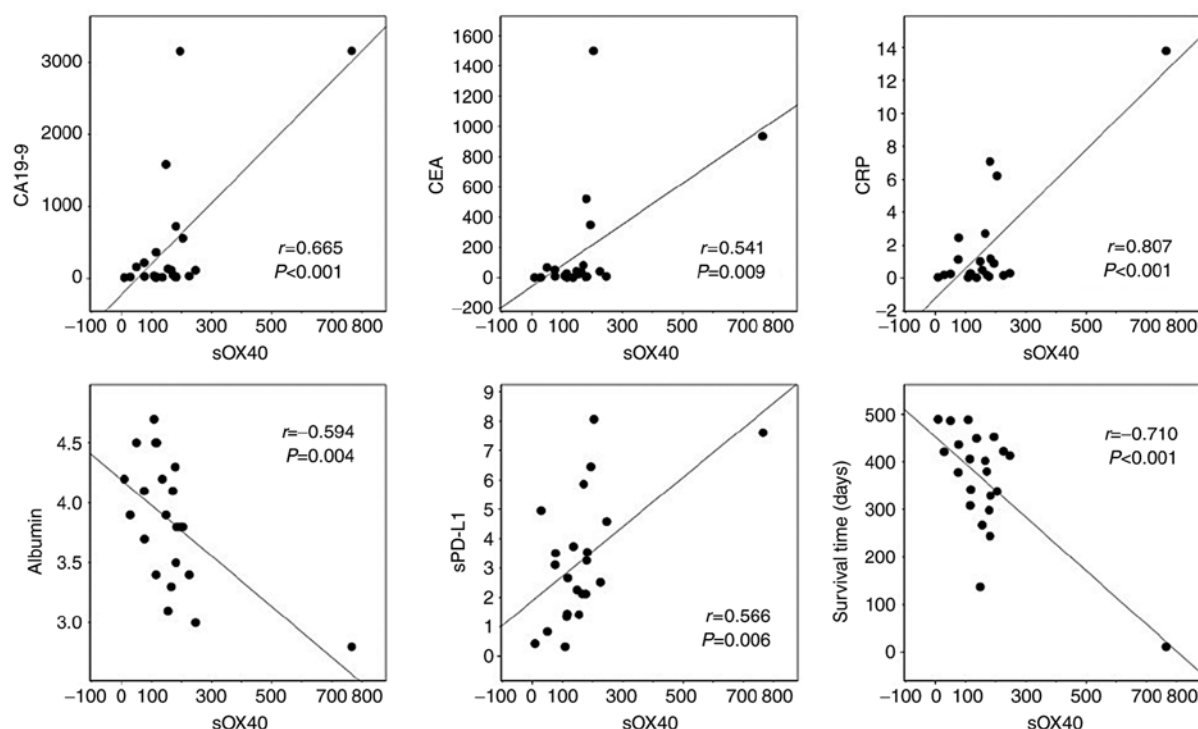 3000
2000
1000
0
CA19-9
r=0.665
P<0.001
−100 0 100 300 500 700 800
sOX40
1600
1400
1200
1000
800
600
400
200
0
−200
CEA
r=0.541
P=0.009
−100 0 100 300 500 700 800
sOX40
14
12
10
8
6
4
2
0
−2
CRP
r=0.807
P<0.001
−100 0 100 300 500 700 800
sOX40
4.5
4.0
3.5
3.0
Albumin
r=−0.594
P=0.004
−100 0 100 300 500 700 800
sOX40
9
8
7
6
5
4
3
2
1
0
sPD-L1
r=0.566
P=0.006
−100 0 100 300 500 700 800
sOX40
500
400
300
200
100
0
Survival time (days)
r=−0.710
P<0.001
−100 0 100 300 500 700 800
sOX40